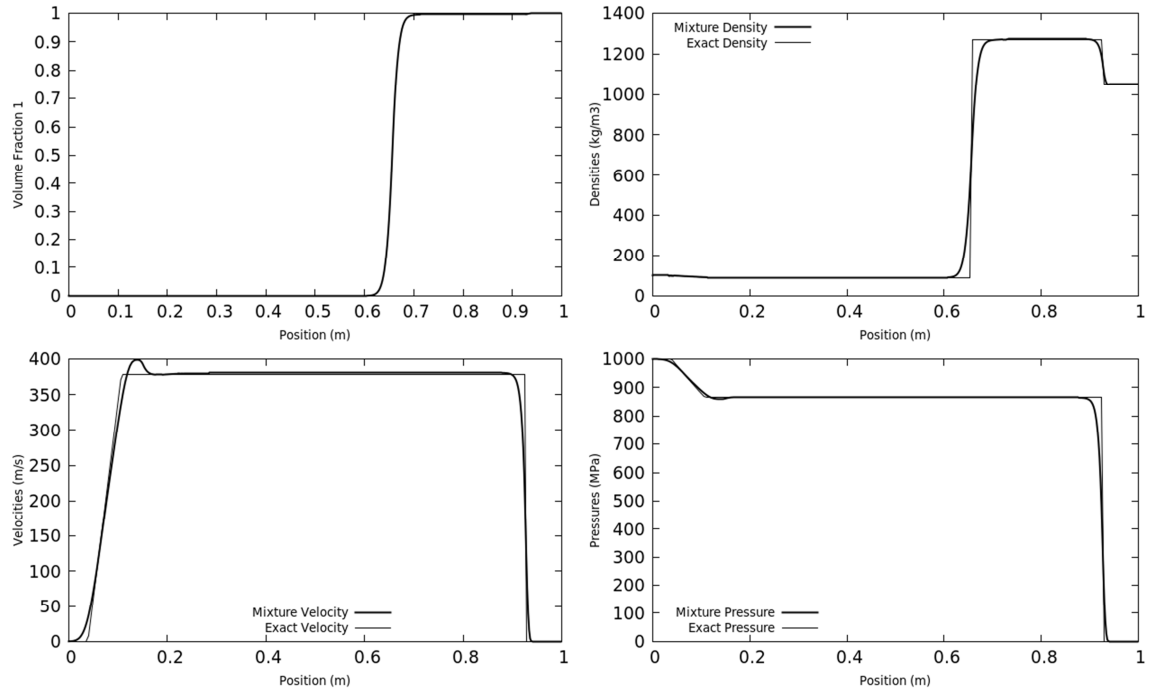 1
0.9
0.8
0.7
0.6
0.5
0.4
0.3
0.2
0.1
0
Volume Fraction 1
0 0.1 0.2 0.3 0.4 0.5 0.6 0.7 0.8 0.9 1
Position (m)
1400
1200
1000
800
600
400
200
0
Densities (kg/m3)
Mixture Density
Exact Density
0 0.2 0.4 0.6 0.8 1
Position (m)
400
350
300
250
200
150
100
50
0
Velocities (m/s)
Mixture Velocity
Exact Velocity
0 0.2 0.4 0.6 0.8 1
Position (m)
1000
900
800
700
600
500
400
300
200
100
0
Pressures (MPa)
Mixture Pressure
Exact Pressure
0 0.2 0.4 0.6 0.8 1
Position (m)